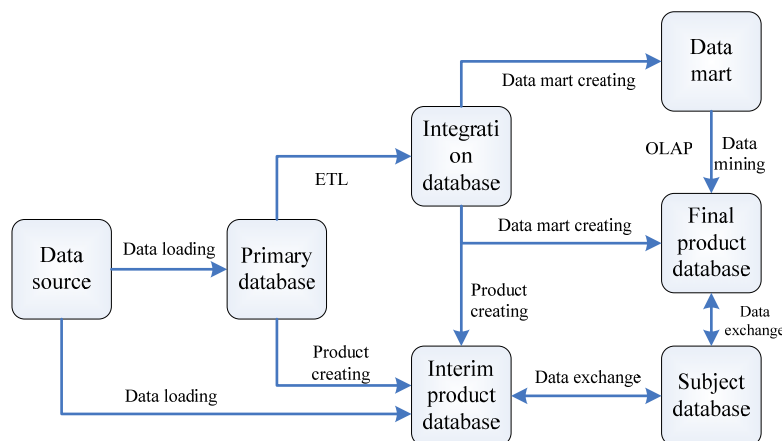 Data
mart
Data mart creating
Integrati
on
database
OLAP
Data
mining
ETL
Data
source
Data loading
Primary
database
Data mart creating
Final
product
database
Product
creating
Data
exchange
Product
creating
Interim
product
database
Data exchange
Subject
database
Data loading